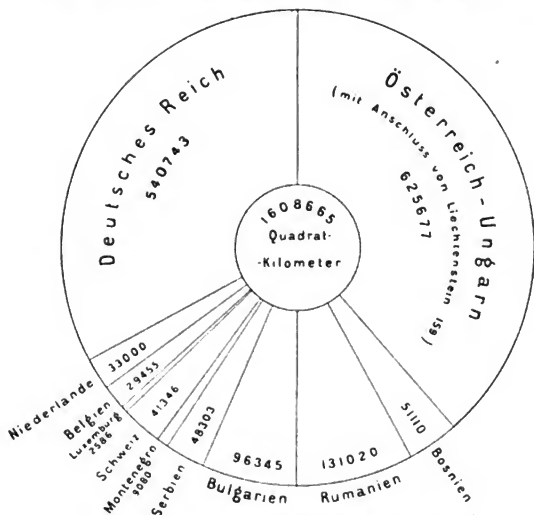 Deutsches Reich
540743
Österreich-Ungarn
(mit Anschluss von Liechtenstein 159)
625677
1608665
Quadrat-
-Kilometer
33000
Niederlande
29455
Belgien
Luxemburg
2586
41346
Schweiz
Montenegro
9080
48303
Serbien
96345
Bulgarien
131020
Rumanien
51110
Bosnien